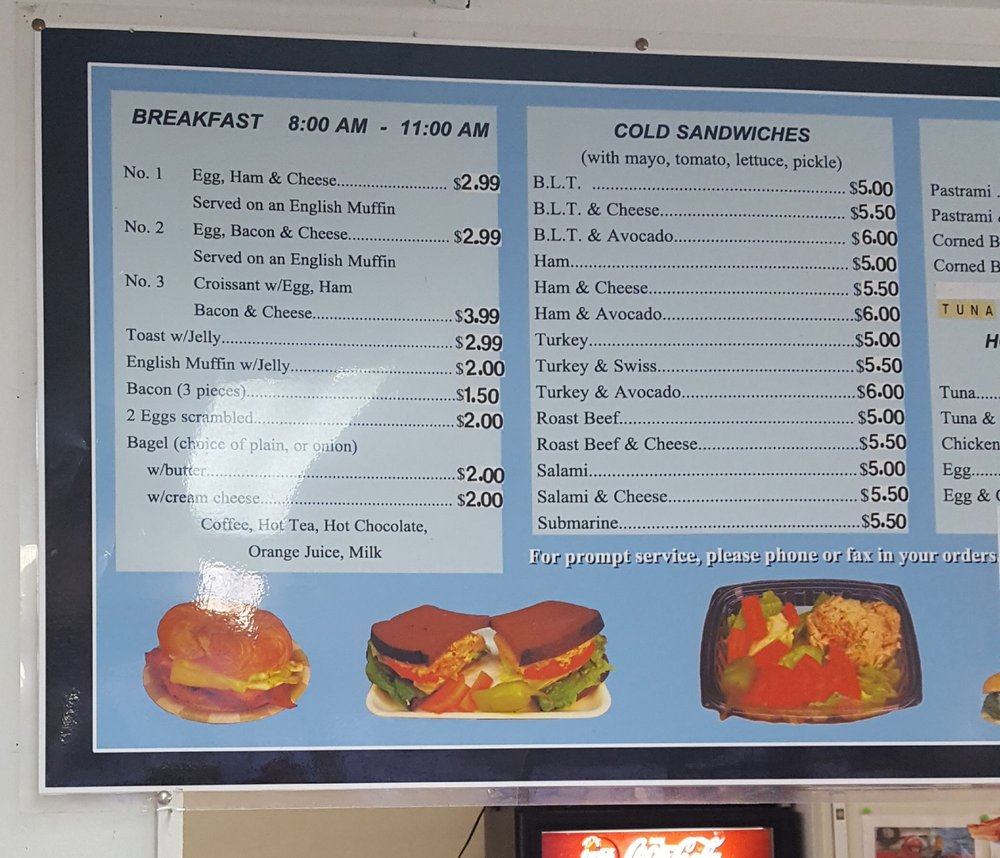 BREAKFAST 8:00 AM - 11:00 AM
No. 1 Egg, Ham & Cheese........................... $2.99
Served on an English Muffin
No. 2 Egg, Bacon & Cheese........................ $2.99
Served on an English Muffin
No. 3 Croissant w/Egg, Ham
Bacon & Cheese.................................$3.99
Toast w/Jelly.......................................................$2.99
English Muffin w/Jelly.......................................$2.00
Bacon (3 pieces)..................................................$1.50
2 Eggs scrambled................................................$2.00
Bagel (choice of plain, or onion)
w/butter..........................................................$2.00
w/cream cheese.............................................$2.00
Coffee, Hot Tea, Hot Chocolate,
Orange Juice, Milk
COLD SANDWICHES
(with mayo, tomato, lettuce, pickle)
B.L.T. ..........................................................$5.00
B.L.T. & Cheese............................................$5.50
B.L.T. & Avocado........................................ $6.00
Ham.............................................................. $5.00
Ham & Cheese.............................................. $5.50
Ham & Avocado...........................................$6.00
Turkey...........................................................$5.00
Turkey & Swiss.............................................$5.50
Turkey & Avocado........................................$6.00
Roast Beef.....................................................$5.00
Roast Beef & Cheese.....................................$5.50
Salami............................................................$5.00
Salami & Cheese............................................$5.50
Submarine......................................................$5.50
For prompt service, please phone or fax in your orders
Pastrami
Pastrami
Corned B
Corned B
TUNA
H
Tuna.....
Tuna &
Chicken
Egg......
Egg &
Coca-Cola